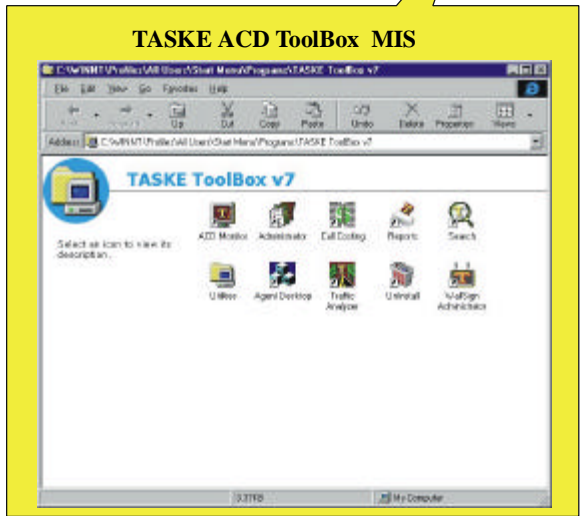 TASKE ACD ToolBox MIS
C:\WINNT\Profiles\All Users\Start Menu\Programs\TASKE ToolBox v7
File Edit View Go Favorites Help
Up Cut Copy Paste Undo Delete Properties Views
Address C:\WINNT\Profiles\All Users\Start Menu\Programs\TASKE ToolBox v7
TASKE ToolBox v7
Select an icon to view its
description.
ACD Monitor Administrator Call Costing Reports Search
Utilities Agent Desktop Traffic
Analyzer Uninstall WallSign
Administrator
3.37KB My Computer